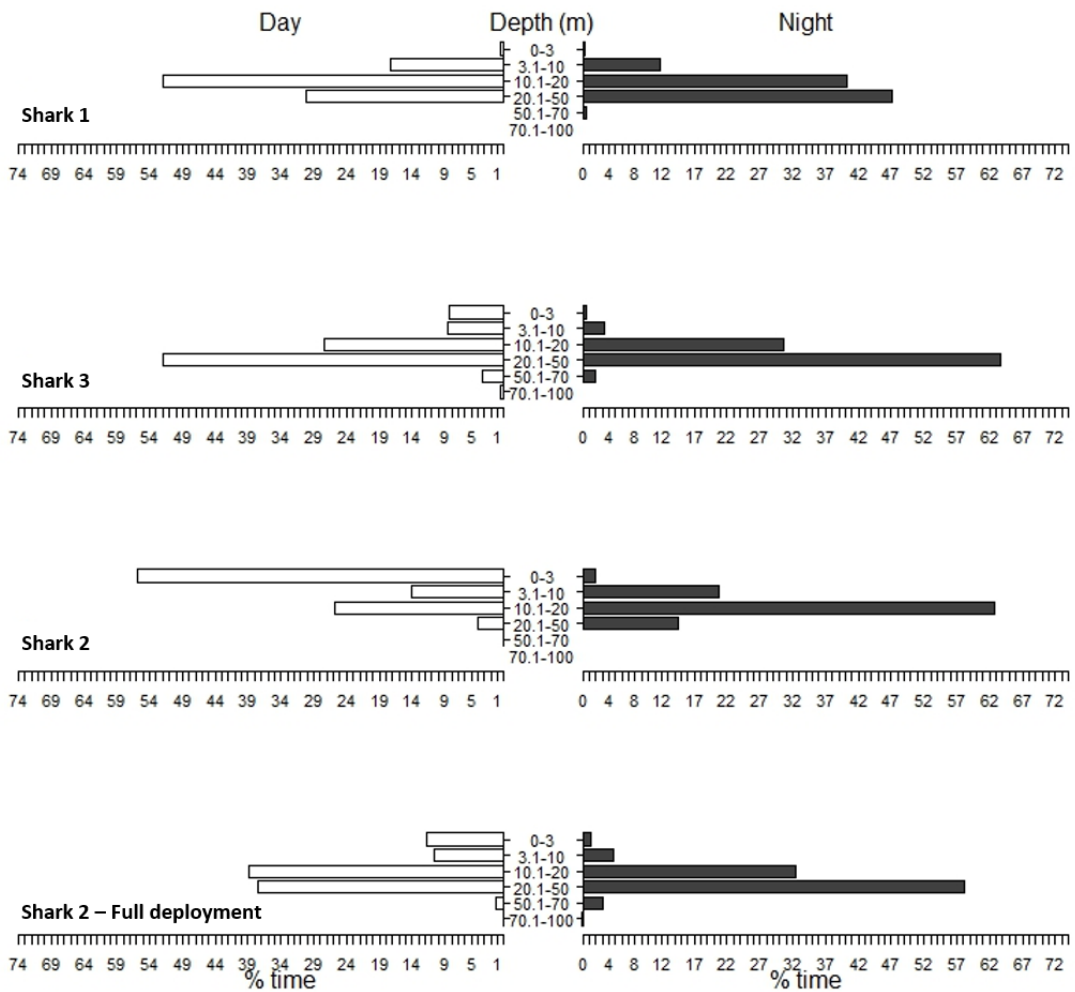 Day Depth (m) Night
0-3
3.1-10
10.1-20
20.1-50
50.1-70
70.1-100
Shark 1
74 69 64 59 54 49 44 39 34 29 24 19 14 9 5 1 0 4 8 12 17 22 27 32 37 42 47 52 57 62 67 72
0-3
3.1-10
10.1-20
20.1-50
50.1-70
70.1-100
Shark 3
74 69 64 59 54 49 44 39 34 29 24 19 14 9 5 1 0 4 8 12 17 22 27 32 37 42 47 52 57 62 67 72
0-3
3.1-10
10.1-20
20.1-50
50.1-70
70.1-100
Shark 2
74 69 64 59 54 49 44 39 34 29 24 19 14 9 5 1 0 4 8 12 17 22 27 32 37 42 47 52 57 62 67 72
0-3
3.1-10
10.1-20
20.1-50
50.1-70
70.1-100
Shark 2 – Full deployment
74 69 64 59 54 49 44 39 34 29 24 19 14 9 5 1 0 4 8 12 17 22 27 32 37 42 47 52 57 62 67 72
% time % time